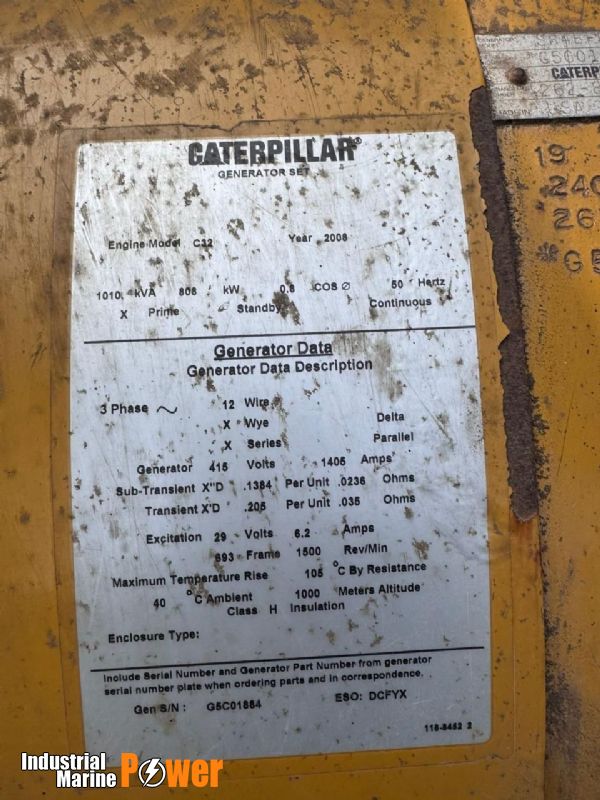 CATERPILLAR®
GENERATOR SET
Engine Model C32 Year 2008
1010. kVA 808 kW 0.8 COS Ø 50 Hertz
X Prime Standby Continuous
Generator Data
Generator Data Description
3 Phase ~ 12 Wire
X Wye Delta
X Series Parallel
Generator 415 Volts 1405 Amps
Sub-Transient X"D .1384 Per Unit .0236 Ohms
Transient X'D .205 Per Unit .035 Ohms
Excitation 29 Volts 6.2 Amps
693 Frame 1500 Rev/Min
Maximum Temperature Rise 105 °C By Resistance
40 °C Ambient 1000 Meters Altitude
Class H Insulation
Enclosure Type:
Include Serial Number and Generator Part Number from generator
serial number plate when ordering parts and in correspondence.
Gen S/N : G5C01884 ESO: DCFYX
118-8452 2
CATERP
19
240
26
*G5
Industrial
Marine Power